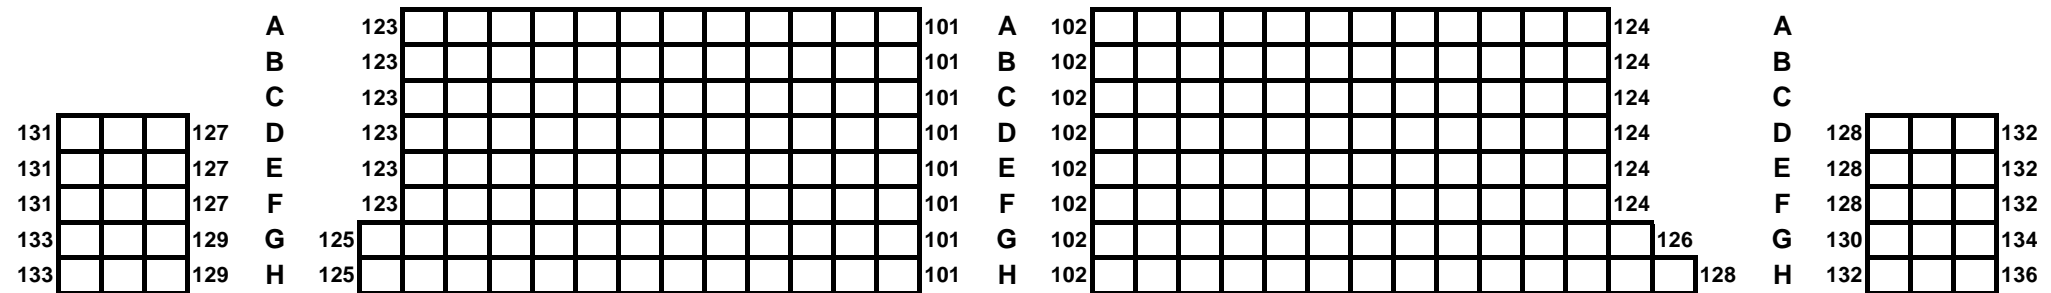 A 123 101 A 102 124 A
B 123 101 B 102 124 B
C 123 101 C 102 124 C
131 127 D 123 101 D 102 124 D 128 132
131 127 E 123 101 E 102 124 E 128 132
131 127 F 123 101 F 102 124 F 128 132
133 129 G 125 101 G 102 126 G 130 134
133 129 H 125 101 H 102 128 H 132 136